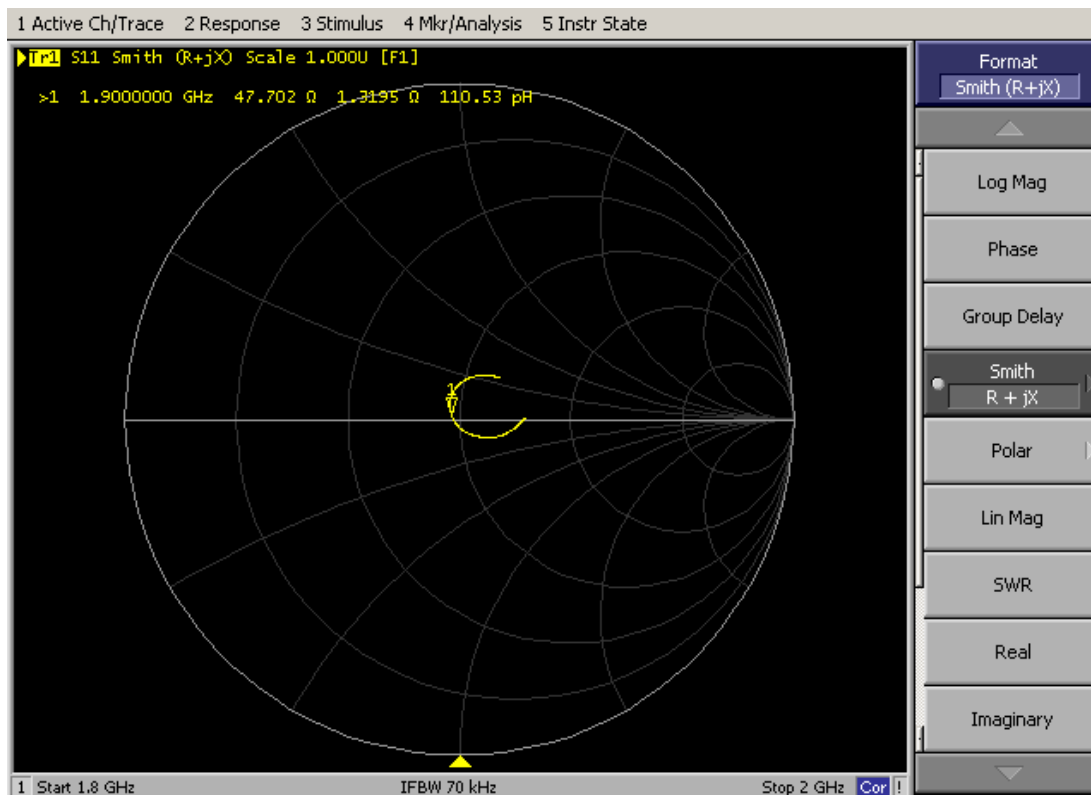 1 Active Ch/Trace 2 Response 3 Stimulus 4 Mkr/Analysis 5 Instr State
Tr1 S11 Smith (R+jX) Scale 1.000U [F1]
>1 1.9000000 GHz 47.702 Ω 1.3195 Ω 110.53 pH
1
1 Start 1.8 GHz IFBW 70 kHz Stop 2 GHz Cor !
Format
Smith (R+jX)
Log Mag
Phase
Group Delay
Smith
R + jX
Polar
Lin Mag
SWR
Real
Imaginary